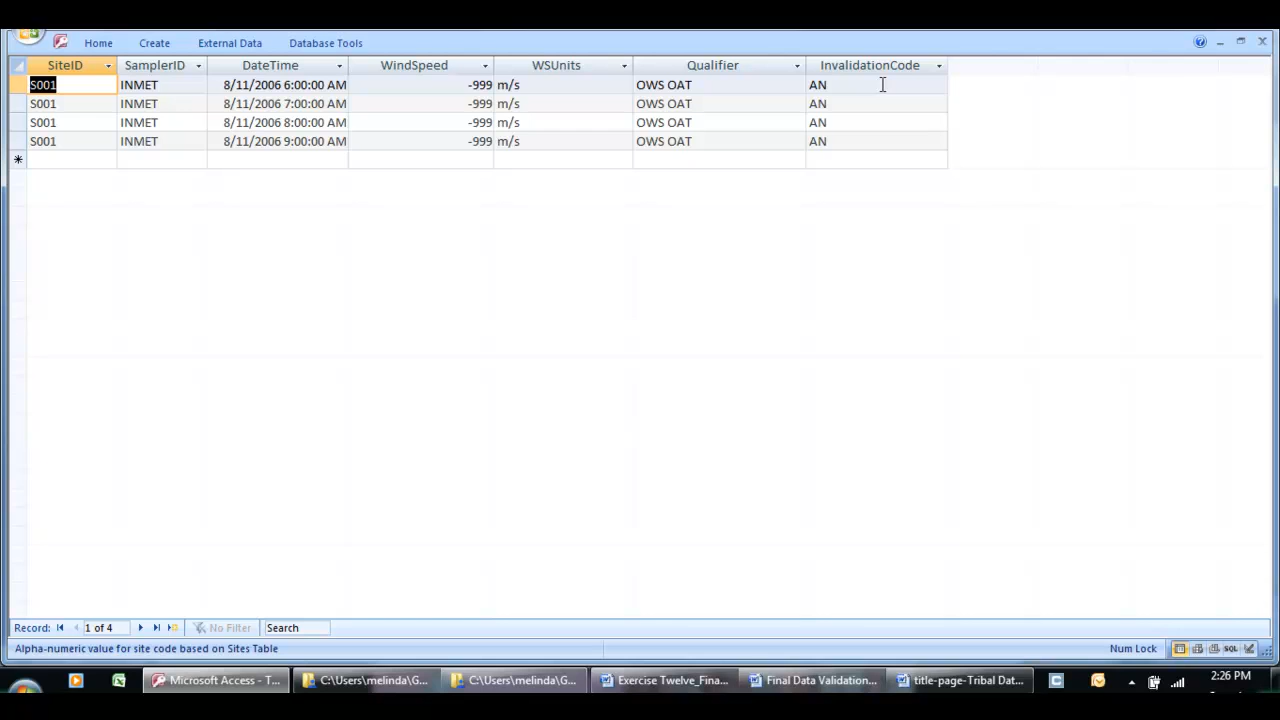 Home Create External Data Database Tools
SiteID SamplerID DateTime WindSpeed WSUnits Qualifier InvalidationCode
S001 INMET 8/11/2006 6:00:00 AM -999 m/s OWS OAT AN
S001 INMET 8/11/2006 7:00:00 AM -999 m/s OWS OAT AN
S001 INMET 8/11/2006 8:00:00 AM -999 m/s OWS OAT AN
S001 INMET 8/11/2006 9:00:00 AM -999 m/s OWS OAT AN
Record: 1 of 4 No Filter Search
Alpha-numeric value for site code based on Sites Table Num Lock SQL
Microsoft Access - T... C:\Users\melinda\G... C:\Users\melinda\G... Exercise Twelve_Fina... Final Data Validation... title-page-Tribal Dat... 2:26 PM